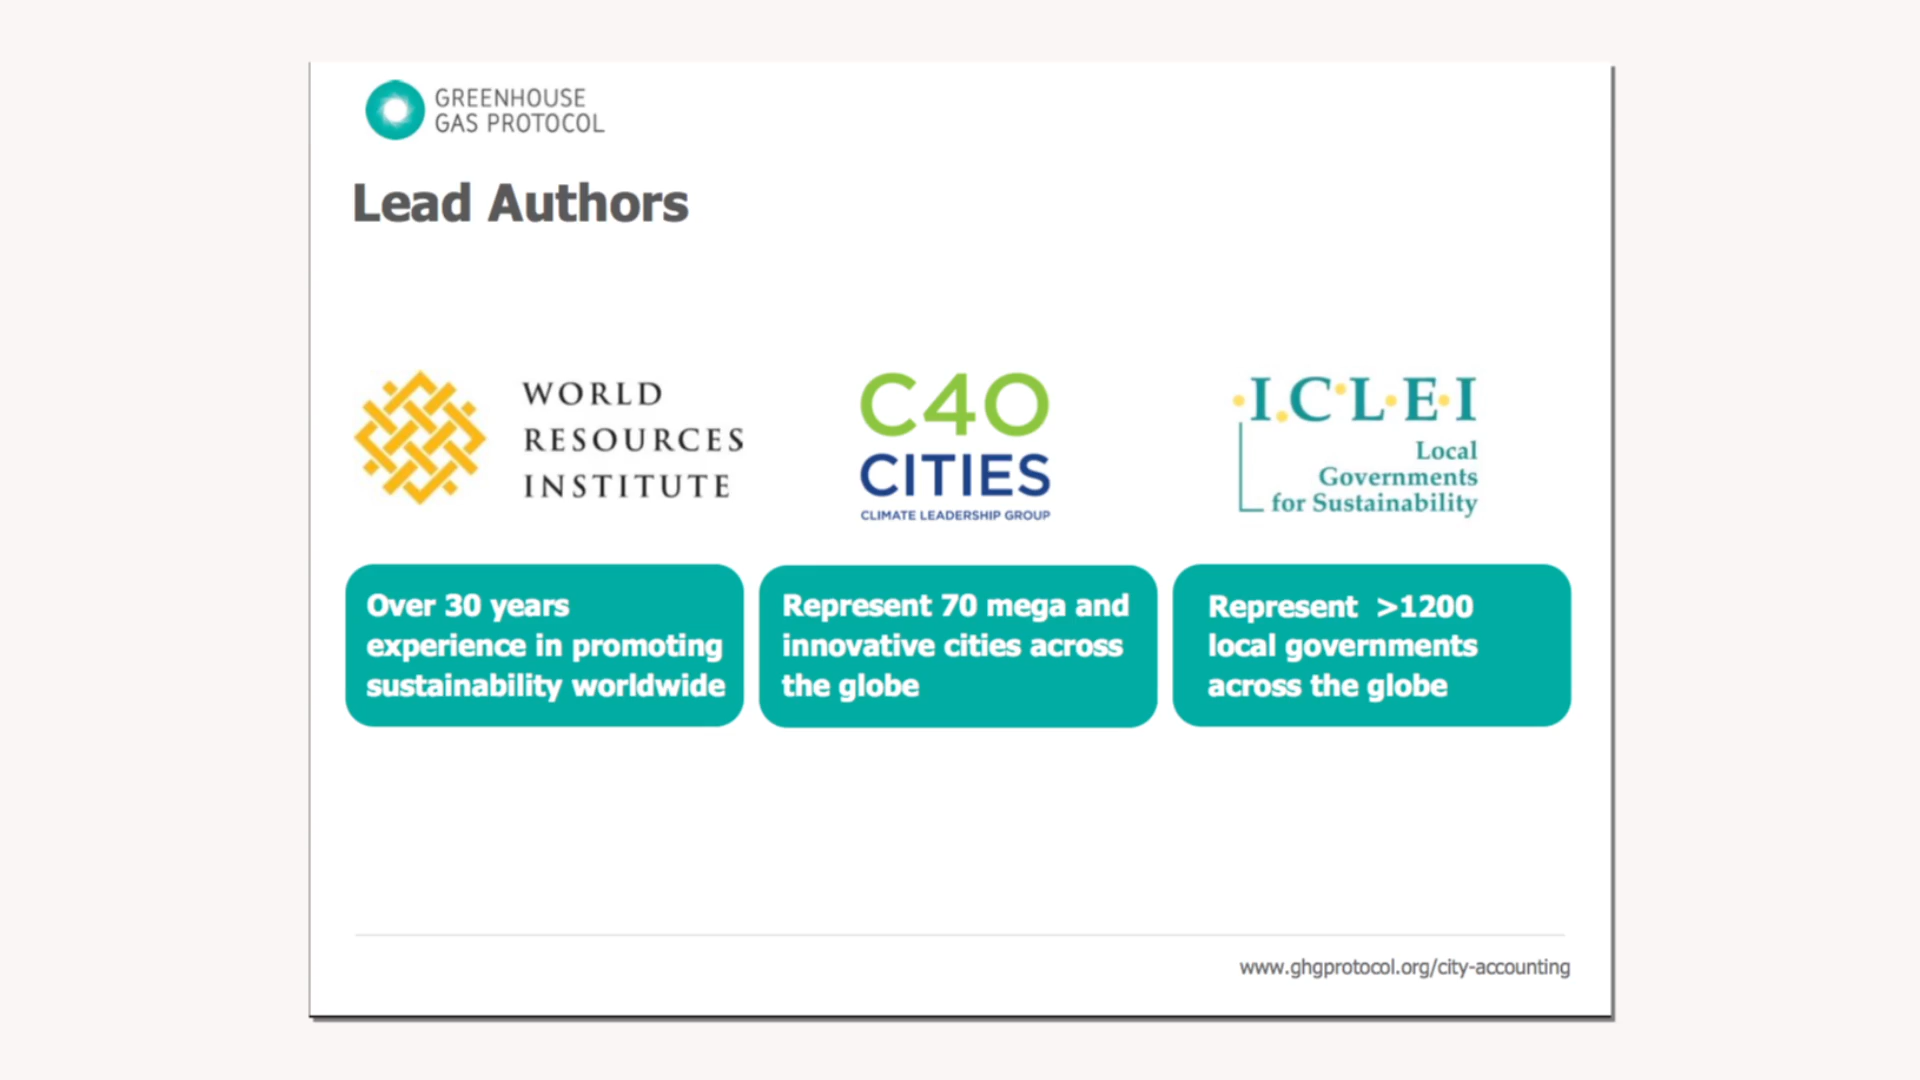 GREENHOUSE
GAS PROTOCOL
Lead Authors
WORLD
RESOURCES
INSTITUTE
C40
CITIES
CLIMATE LEADERSHIP GROUP
·I.C·L·E·I
Local
Governments
for Sustainability
Over 30 years
experience in promoting
sustainability worldwide
Represent 70 mega and
innovative cities across
the globe
Represent >1200
local governments
across the globe
www.ghgprotocol.org/city-accounting